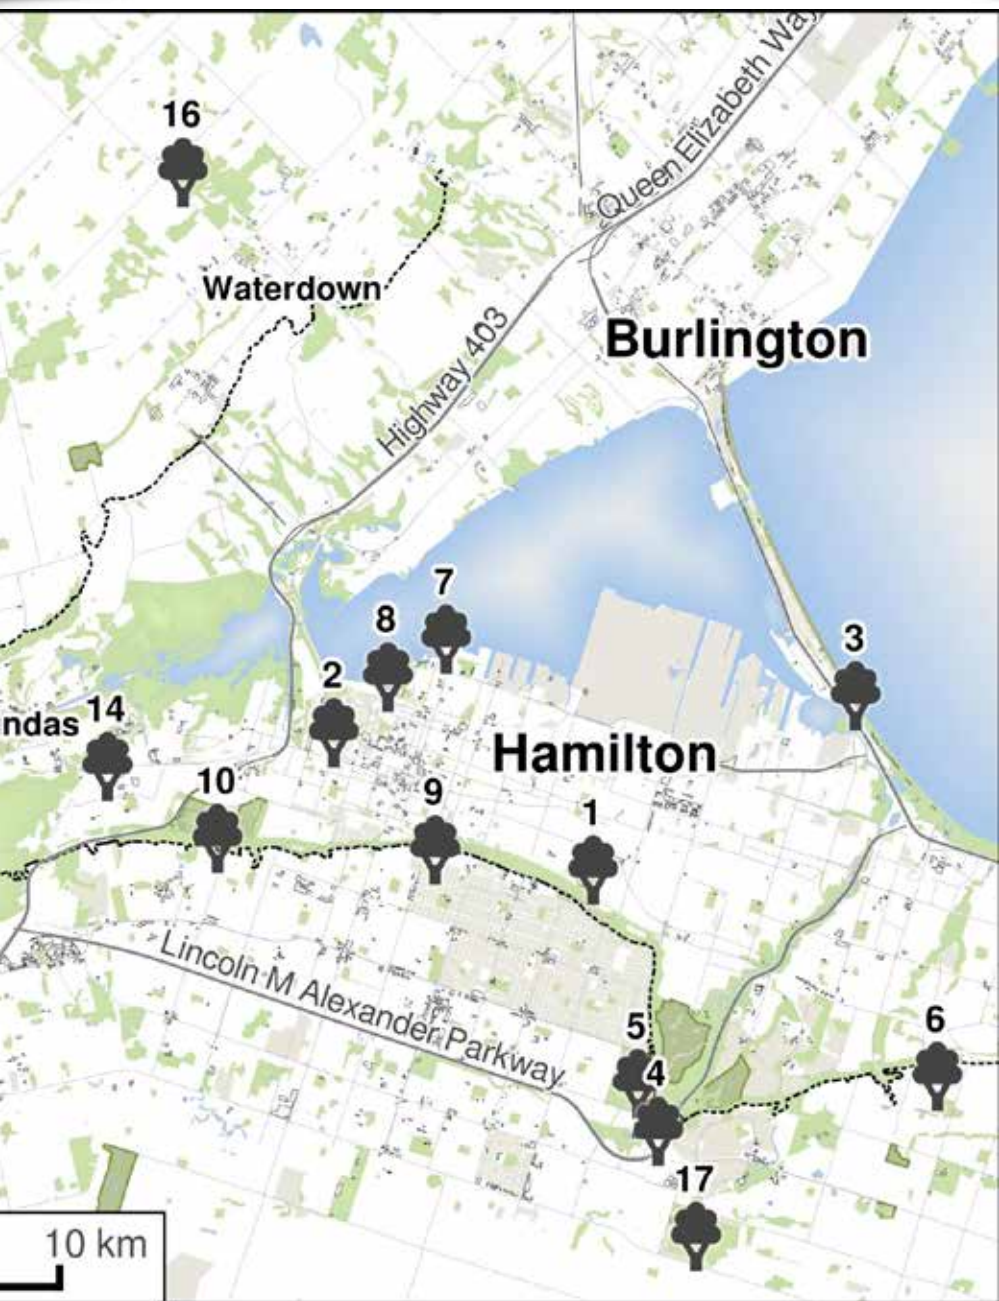 16
Queen Elizabeth Way
Waterdown
Burlington
Highway 403
7
8
3
2
ndas
14
Hamilton
10
9
1
Lincoln M Alexander Parkway
5
6
4
17
10 km